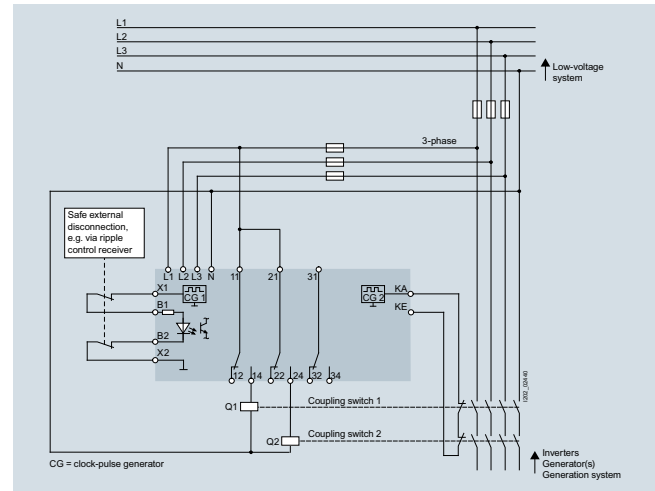 L1
L2
L3
N
Low-voltage
system
3-phase
Safe external
disconnection,
e.g. via ripple
control receiver
L1 L2 L3 N 11 21 31
X1
CG 1
CG 2
KA
B1
KE
B2
X2
12 14 22 24 32 34
I202_02440
Q1
Coupling switch 1
Q2
Coupling switch 2
CG = clock-pulse generator
Inverters
Generator(s)
Generation system